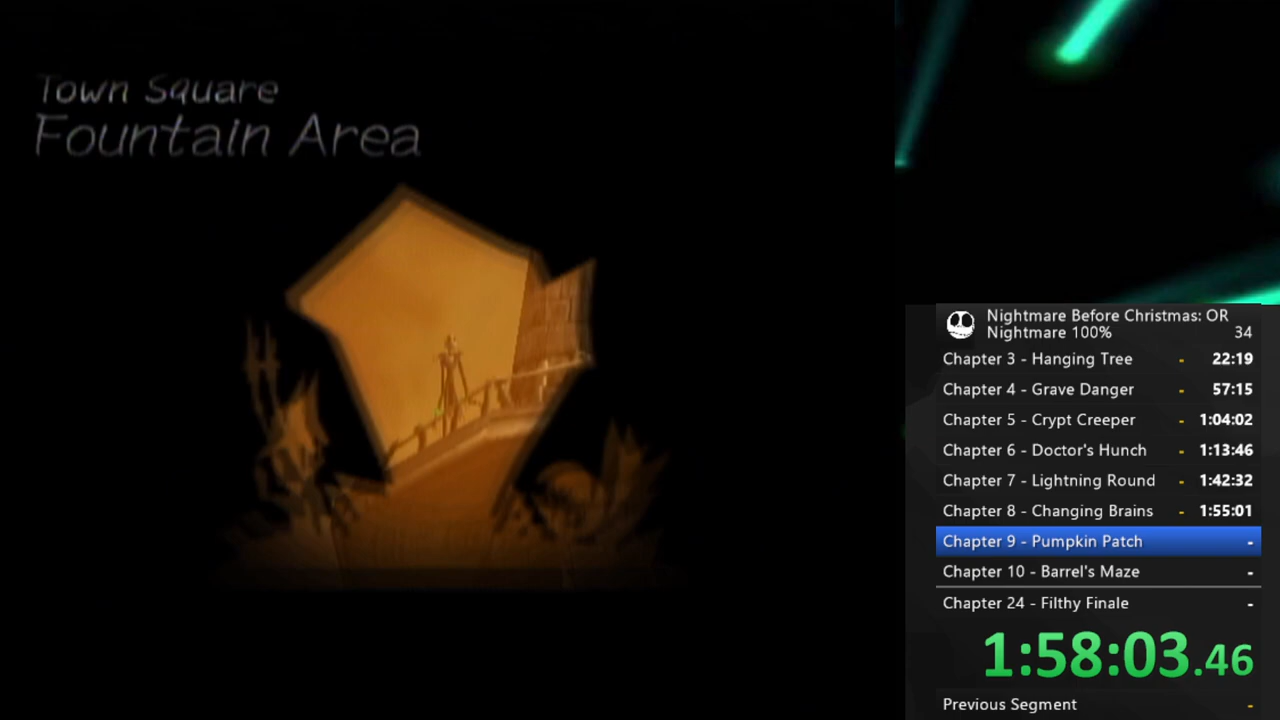 Town Square
Fountain Area
Nightmare Before Christmas: OR
Nightmare 100% 34
Chapter 3 - Hanging Tree - 22:19
Chapter 4 - Grave Danger - 57:15
Chapter 5 - Crypt Creeper - 1:04:02
Chapter 6 - Doctor's Hunch - 1:13:46
Chapter 7 - Lightning Round - 1:42:32
Chapter 8 - Changing Brains - 1:55:01
Chapter 9 - Pumpkin Patch -
Chapter 10 - Barrel's Maze -
Chapter 24 - Filthy Finale -
1:58:03.46
Previous Segment -